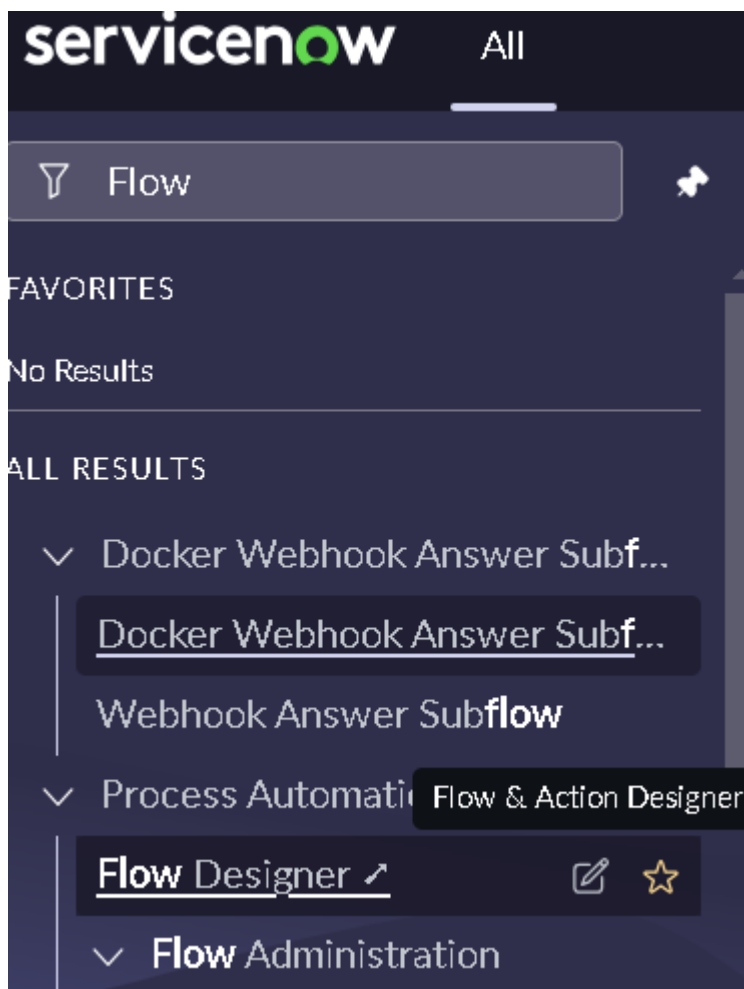 servicenow All
Flow
FAVORITES
No Results
ALL RESULTS
Docker Webhook Answer Subf...
Docker Webhook Answer Subf...
Webhook Answer Subflow
Process Automati Flow & Action Designer
Flow Designer ↗
Flow Administration